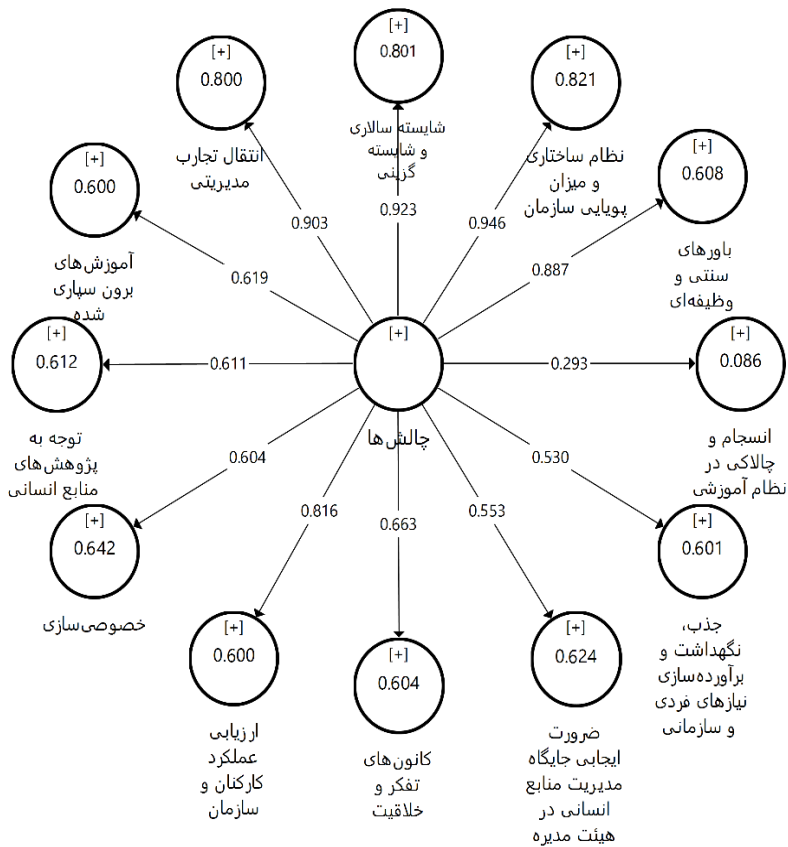 [+]
0.801
شایسته سالاری
و شایسته
گزینی
0.923
[+]
0.821
نظام ساختاری
و میزان
پویایی سازمان
0.946
[+]
0.608
باورهای
سنتی و
وظیفه‌ای
0.887
[+]
0.086
انسجام و
چالاکی در
نظام آموزشی
0.293
[+]
0.601
جذب،
نگهداشت و
برآورده‌سازی
نیازهای فردی
و سازمانی
0.530
[+]
0.624
ضرورت
ایجابی جایگاه
مدیریت منابع
انسانی در
هیئت مدیره
0.553
[+]
0.604
کانون‌های
تفکر و
خلاقیت
0.663
[+]
0.600
ارزیابی
عملکرد
کارکنان و
سازمان
0.816
[+]
0.642
خصوصی‌سازی
0.604
[+]
0.612
توجه به
پژوهش‌های
منابع انسانی
0.611
[+]
0.600
آموزش‌های
برون سپاری
شده
0.619
[+]
0.800
انتقال تجارب
مدیریتی
0.903
[+]
چالش‌ها